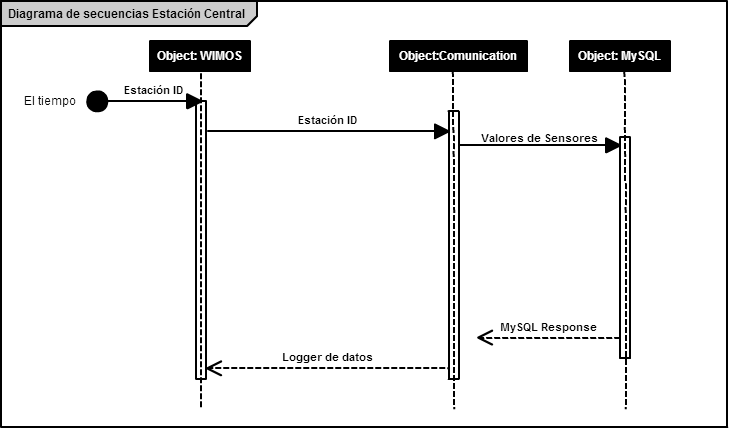 Diagrama de secuencias Estación Central
Object: WIMOS
Object:Comunication
Object: MySQL
Estación ID
El tiempo
Estación ID
Valores de Sensores
MySQL Response
Logger de datos